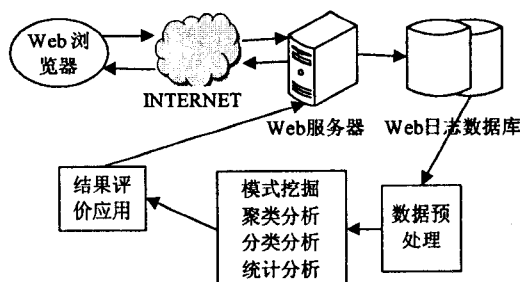 Web浏
览器
INTERNET
Web服务器
Web日志数据库
结果评
价应用
模式挖掘
聚类分析
分类分析
统计分析
数据预
处理